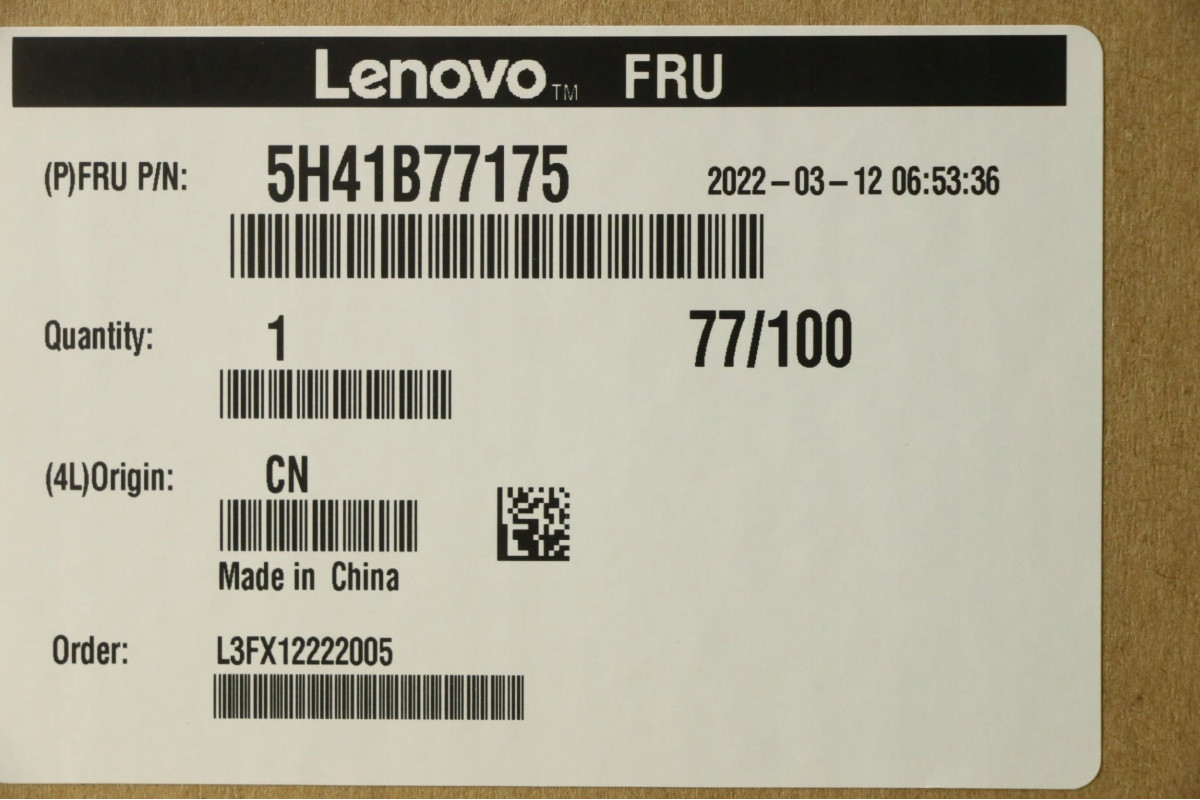 Lenovo™ FRU
(P)FRU P/N: 5H41B77175 2022-03-12 06:53:36
Quantity: 1 77/100
(4L)Origin: CN
Made in China
Order: L3FX12222005